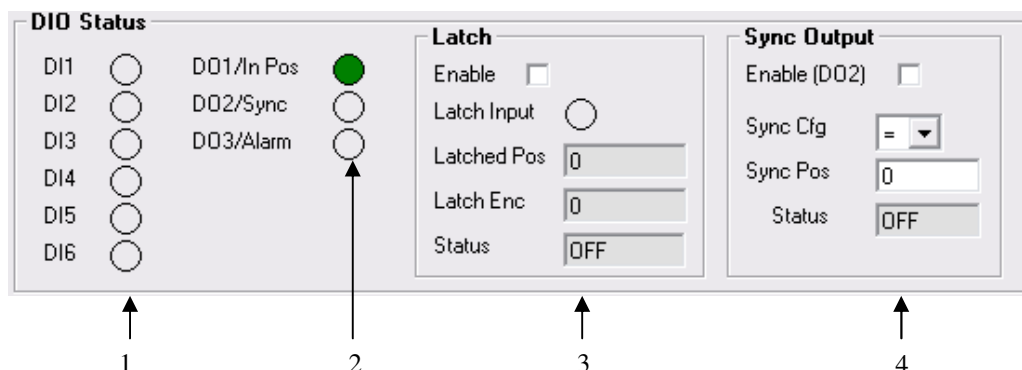 DIO Status
DI1
DI2
DI3
DI4
DI5
DI6
DO1/In Pos
DO2/Sync
DO3/Alarm
Latch
Enable
Latch Input
Latched Pos 0
Latch Enc 0
Status OFF
Sync Output
Enable (DO2)
Sync Cfg =
Sync Pos 0
Status OFF
1 2 3 4